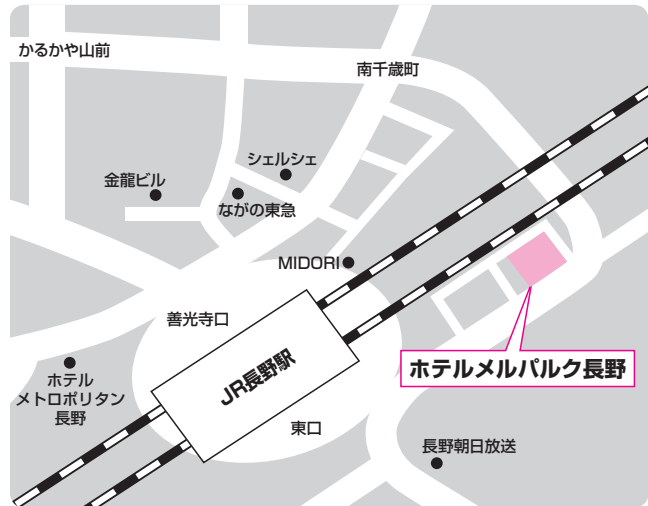 かるかや山前
南千歳町
シェルシェ
金龍ビル
ながの東急
MIDORI
善光寺口
JR長野駅
ホテルメルパルク長野
ホテル
メトロポリタン
長野
東口
長野朝日放送